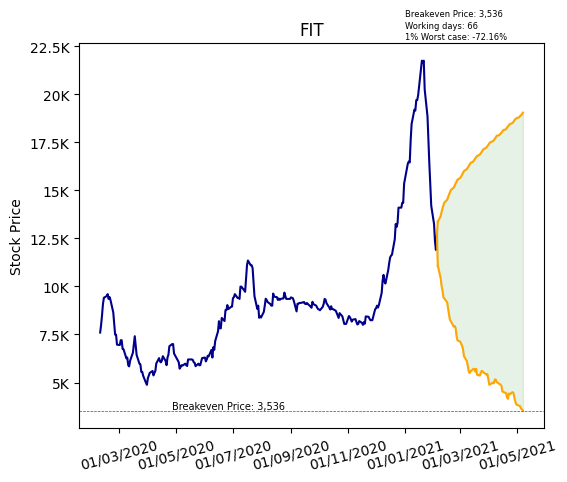 Breakeven Price: 3,536
Working days: 66
1% Worst case: -72.16%
FIT
22.5K
20K
17.5K
15K
12.5K
10K
7.5K
5K
Stock Price
Breakeven Price: 3,536
01/03/2020
01/05/2020
01/07/2020
01/09/2020
01/11/2020
01/01/2021
01/03/2021
01/05/2021